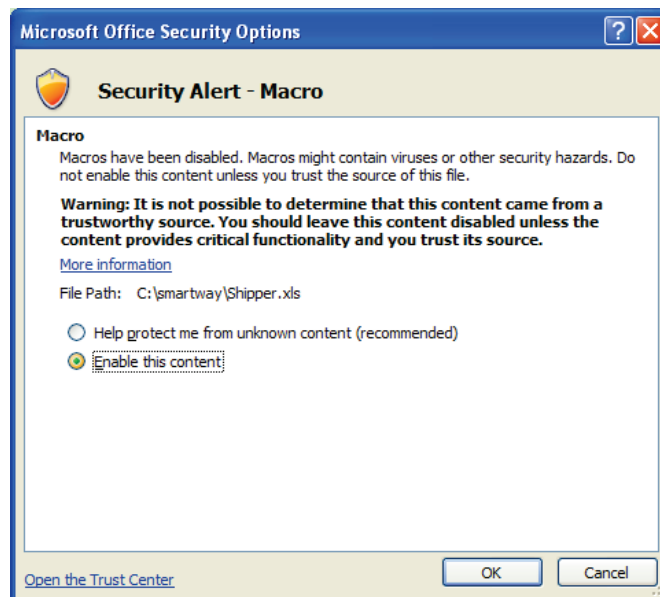 Microsoft Office Security Options
?
Security Alert - Macro
Macro
Macros have been disabled. Macros might contain viruses or other security hazards. Do
not enable this content unless you trust the source of this file.
Warning: It is not possible to determine that this content came from a
trustworthy source. You should leave this content disabled unless the
content provides critical functionality and you trust its source.
More information
File Path: C:\smartway\Shipper.xls
Help protect me from unknown content (recommended)
Enable this content
Open the Trust Center
OK
Cancel